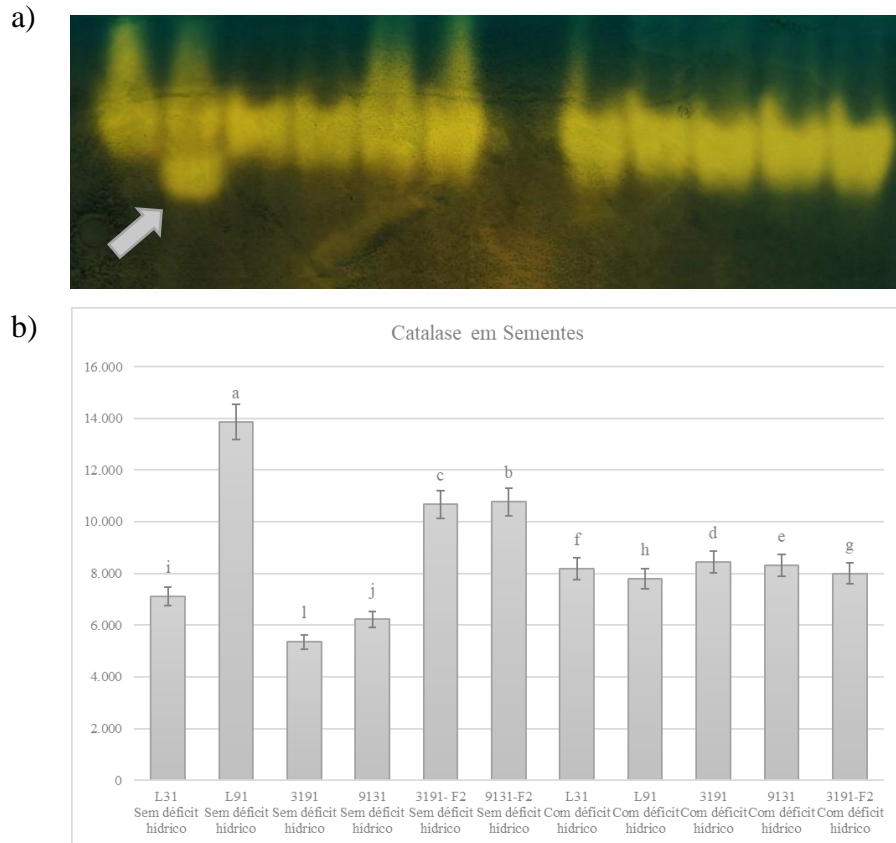 a)
b)
Catalase em Sementes
16.000
14.000
12.000
10.000
8.000
6.000
4.000
2.000
0
i
a
l
j
c
b
f
h
d
e
g
L31
Sem déficit
hídrico
L91
Sem déficit
hídrico
3191
Sem déficit
hídrico
9131
Sem déficit
hídrico
3191- F2
Sem déficit
hídrico
9131-F2
Sem déficit
hídrico
L31
Com déficit
hídrico
L91
Com déficit
hídrico
3191
Com déficit
hídrico
9131
Com déficit
hídrico
3191-F2
Com déficit
hídrico